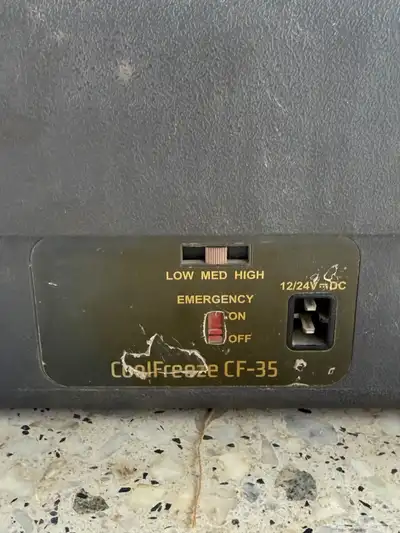 LOW MED HIGH
12/24V DC
EMERGENCY
ON
OFF
CoolFreeze CF-35